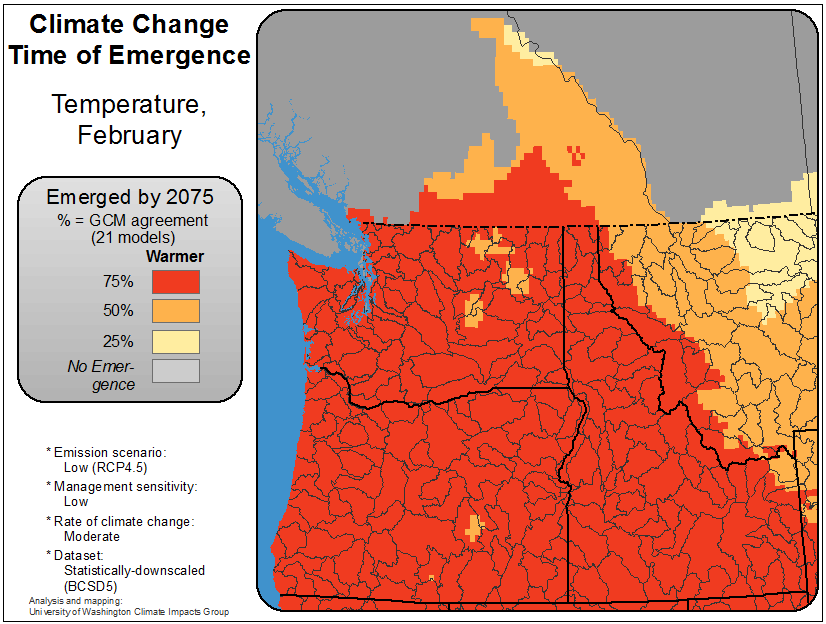 Climate Change
Time of Emergence
Temperature,
February
Emerged by 2075
% = GCM agreement
(21 models)
Warmer
75%
50%
25%
No Emer-
gence
* Emission scenario:
Low (RCP4.5)
* Management sensitivity:
Low
* Rate of climate change:
Moderate
* Dataset:
Statistically-downscaled
(BCSD5)
Analysis and mapping:
University of Washington Climate Impacts Group